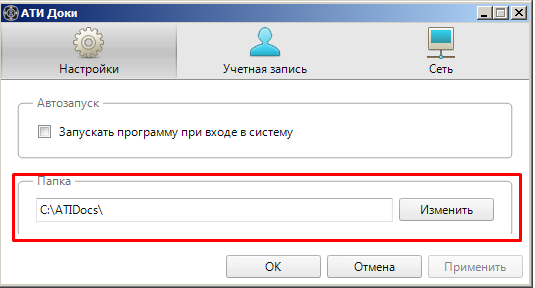 АТИ Доки
Настройки
Учетная запись
Сеть
Автозапуск
Запускать программу при входе в систему
Папка
C:\ATIDocs\
Изменить
OK
Отмена
Применить